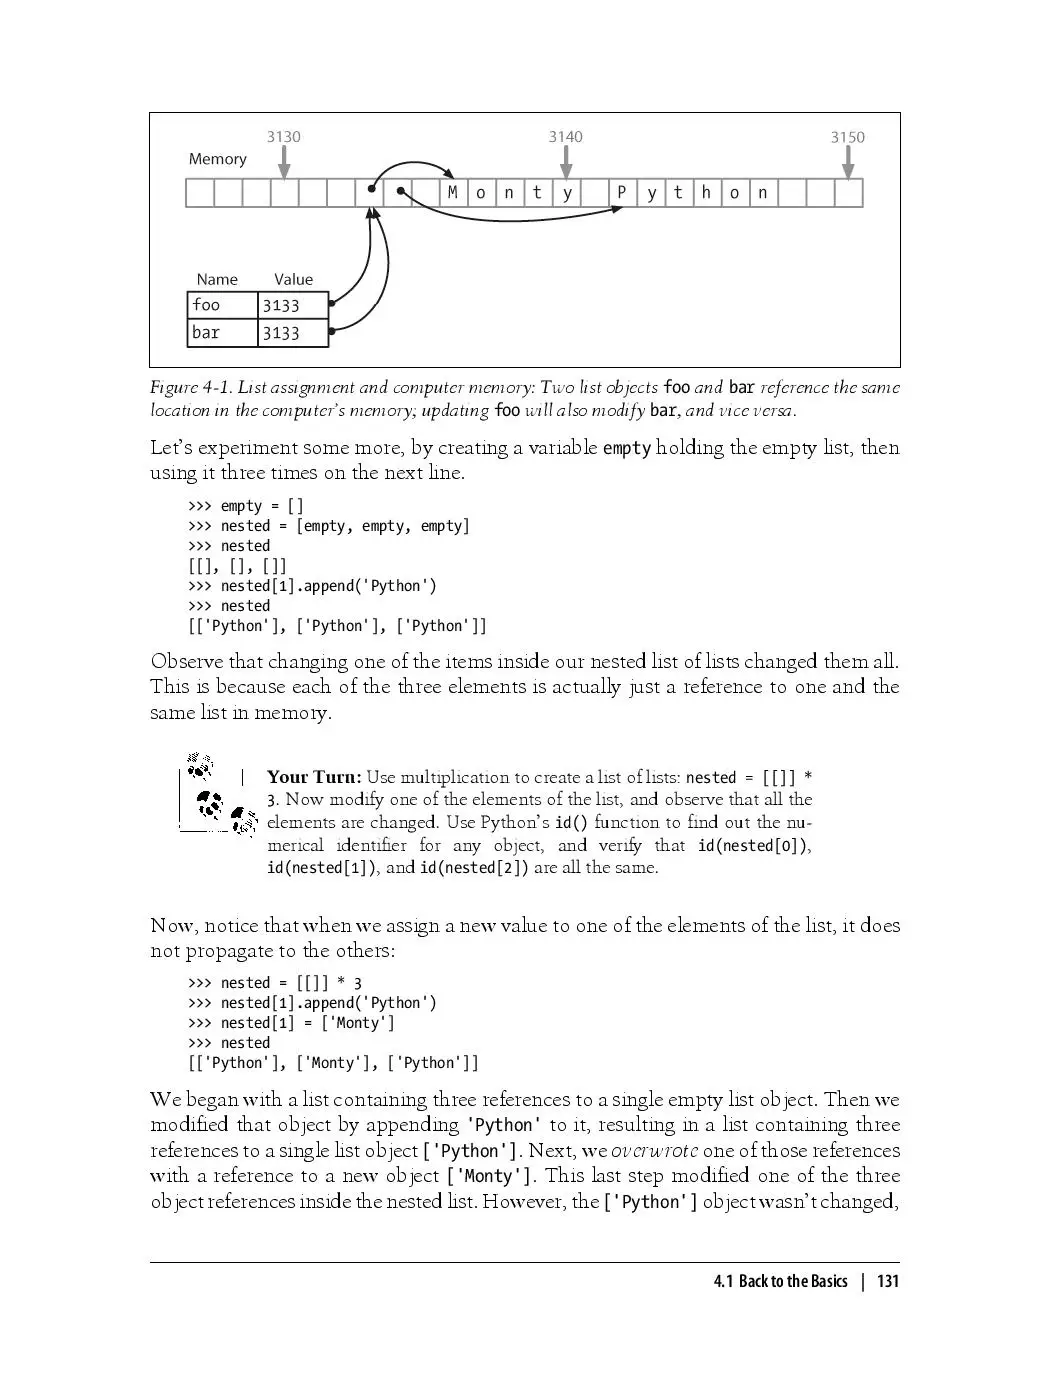 3130 3140 3150
Memory
M o n t y P y t h o n
Name Value
foo 3133
bar 3133
Figure 4-1. List assignment and computer memory: Two list objects foo and bar reference the same
location in the computer’s memory; updating foo will also modify bar, and vice versa.
Let’s experiment some more, by creating a variable empty holding the empty list, then
using it three times on the next line.
>>> empty = []
>>> nested = [empty, empty, empty]
>>> nested
[[], [], []]
>>> nested[1].append('Python')
>>> nested
[['Python'], ['Python'], ['Python']]
Observe that changing one of the items inside our nested list of lists changed them all.
This is because each of the three elements is actually just a reference to one and the
same list in memory.
Your Turn: Use multiplication to create a list of lists: nested = [[]] *
3. Now modify one of the elements of the list, and observe that all the
elements are changed. Use Python’s id() function to find out the nu-
merical identifier for any object, and verify that id(nested[0]),
id(nested[1]), and id(nested[2]) are all the same.
Now, notice that when we assign a new value to one of the elements of the list, it does
not propagate to the others:
>>> nested = [[]] * 3
>>> nested[1].append('Python')
>>> nested[1] = ['Monty']
>>> nested
[['Python'], ['Monty'], ['Python']]
We began with a list containing three references to a single empty list object. Then we
modified that object by appending 'Python' to it, resulting in a list containing three
references to a single list object ['Python']. Next, we overwrote one of those references
with a reference to a new object ['Monty']. This last step modified one of the three
object references inside the nested list. However, the ['Python'] object wasn’t changed,
4.1 Back to the Basics | 131